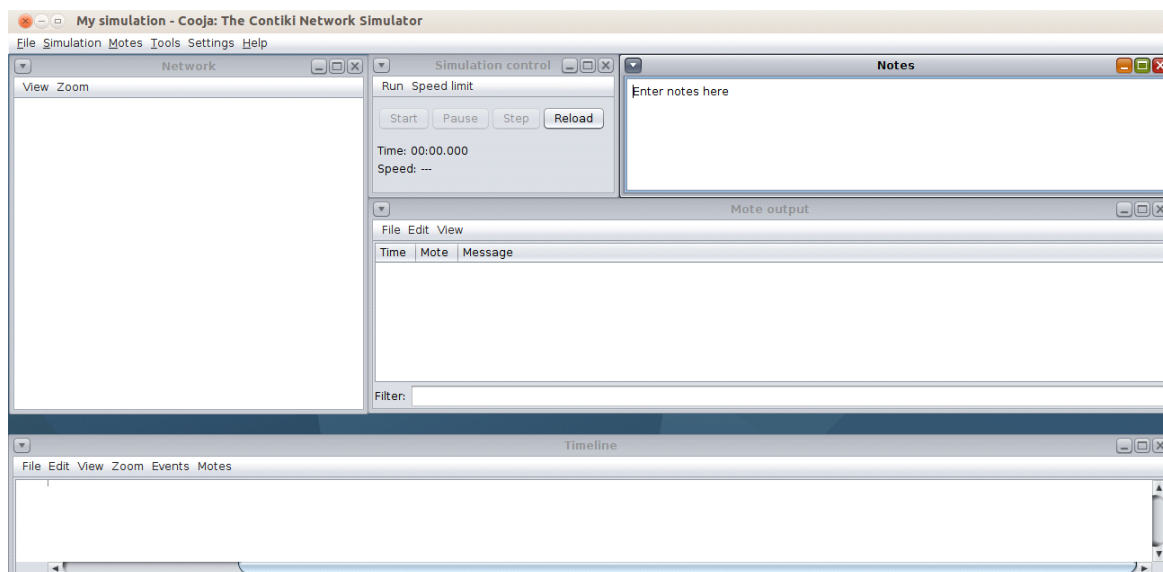 My simulation - Cooja: The Contiki Network Simulator
File Simulation Motes Tools Settings Help
Network
View Zoom
Simulation control
Run Speed limit
Start Pause Step Reload
Time: 00:00.000
Speed: ---
Notes
Enter notes here
Mote output
File Edit View
Time Mote Message
Filter:
Timeline
File Edit View Zoom Events Motes